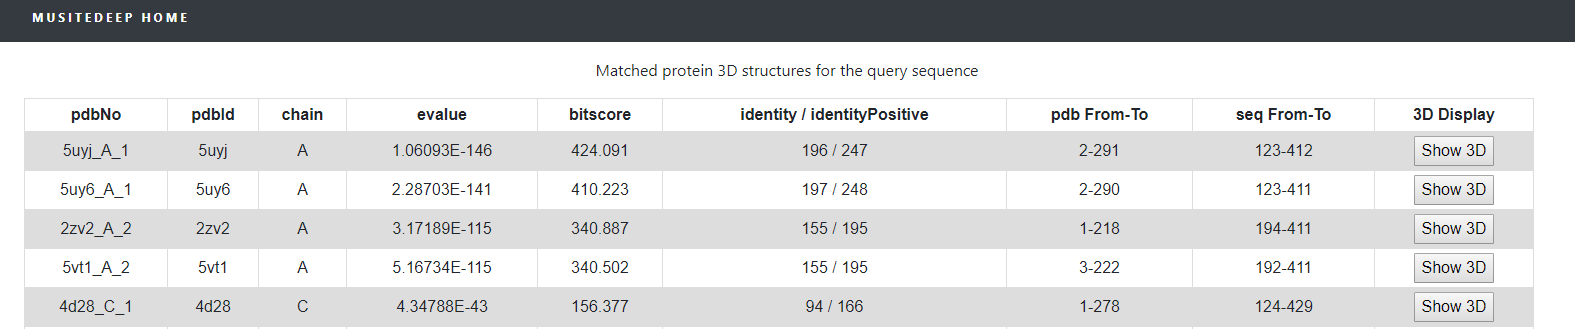 MUSITEDEEP HOME
Matched protein 3D structures for the query sequence
pdbNo pdbId chain evalue bitscore identity / identityPositive pdb From-To seq From-To 3D Display
5uyj_A_1 5uyj A 1.06093E-146 424.091 196 / 247 2-291 123-412 Show 3D
5uy6_A_1 5uy6 A 2.28703E-141 410.223 197 / 248 2-290 123-411 Show 3D
2zv2_A_2 2zv2 A 3.17189E-115 340.887 155 / 195 1-218 194-411 Show 3D
5vt1_A_2 5vt1 A 5.16734E-115 340.502 155 / 195 3-222 192-411 Show 3D
4d28_C_1 4d28 C 4.34788E-43 156.377 94 / 166 1-278 124-429 Show 3D